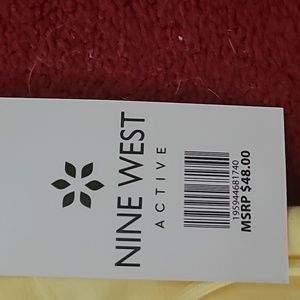 NINE WEST
ACTIVE
195944681740
MSRP $48.00